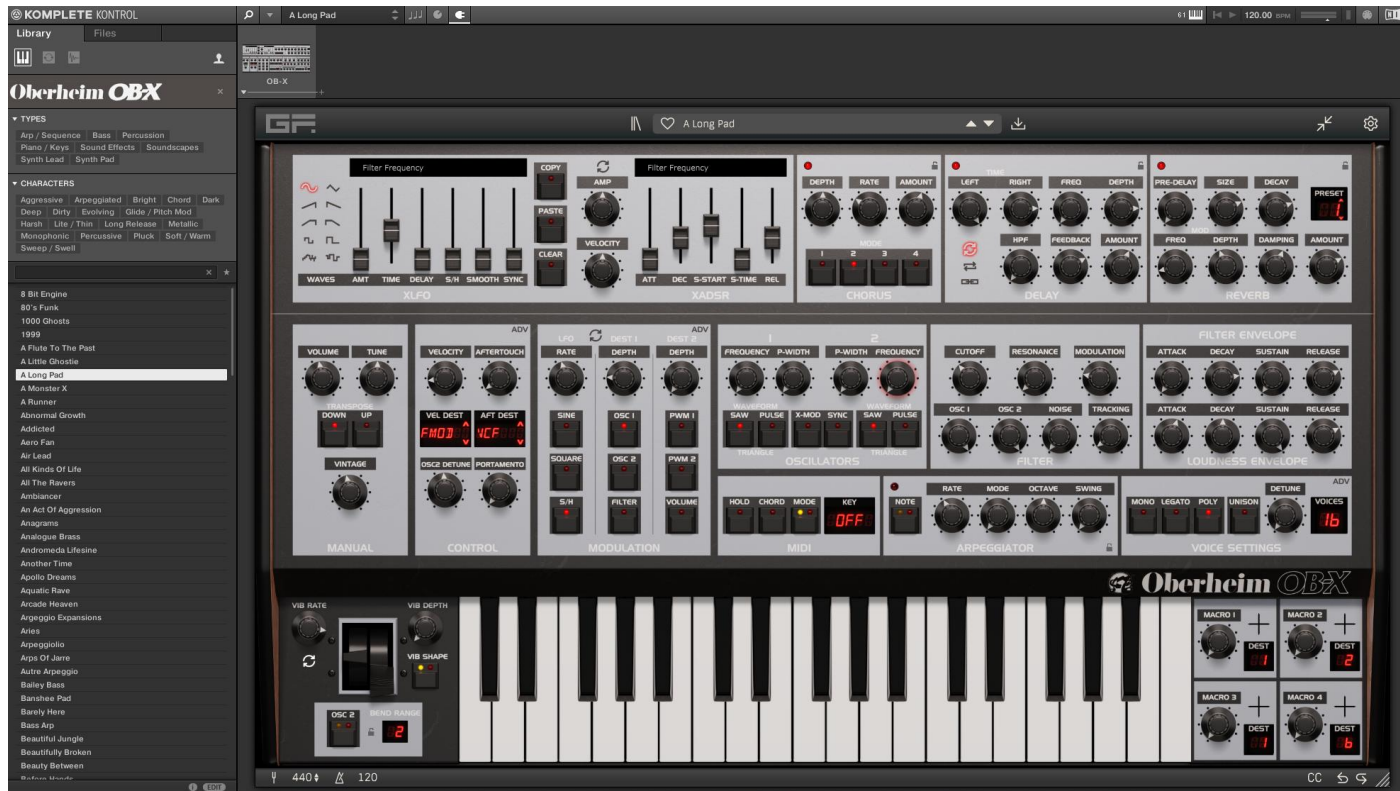 KOMPLETE KONTROL
A Long Pad
61
120.00 BPM
Library Files
Oberheim OB-X
OB-X
TYPES
Arp / Sequence Bass Percussion
Piano / Keys Sound Effects Soundscapes
Synth Lead Synth Pad
CHARACTERS
Aggressive Arpeggiated Bright Chord Dark
Deep Dirty Evolving Glide / Pitch Mod
Harsh Lite / Thin Long Release Metallic
Monophonic Percussive Pluck Soft / Warm
Sweep / Swell
8 Bit Engine
80's Funk
1000 Ghosts
1999
A Flute To The Past
A Little Ghostie
A Long Pad
A Monster X
A Runner
Abnormal Growth
Addicted
Aero Fan
Air Lead
All Kinds Of Life
All The Ravers
Ambiancer
An Act Of Aggression
Anagrams
Analogue Brass
Andromeda Lifesine
Another Time
Apollo Dreams
Aquatic Rave
Arcade Heaven
Argeggio Expansions
Aries
Arpeggiolio
Arps Of Jarre
Autre Arpeggio
Bailey Bass
Banshee Pad
Barely Here
Bass Arp
Beautiful Jungle
Beautifully Broken
Beauty Between
Before Hands
EDIT
GF.
A Long Pad
Filter Frequency
COPY
PASTE
CLEAR
WAVES AMT TIME DELAY S/H SMOOTH SYNC
XLFO
AMP
VELOCITY
Filter Frequency
ATT DEC S-START S-TIME REL
XADSR
DEPTH RATE AMOUNT
MODE
1 2 3 4
CHORUS
TIME
LEFT RIGHT FREQ DEPTH
HPF FEEDBACK AMOUNT
DELAY
PRE-DELAY SIZE DECAY PRESET
1
MOD
FREQ DEPTH DAMPING AMOUNT
REVERB
VOLUME TUNE
TRANSPOSE
DOWN UP
VINTAGE
MANUAL
ADV
VELOCITY AFTERTOUCH
VEL DEST AFT DEST
FMOD VCF
OSC2 DETUNE PORTAMENTO
CONTROL
ADV
LFO DEST 1 DEST 2
RATE DEPTH DEPTH
SINE OSC 1 PWM 1
SQUARE OSC 2 PWM 2
S/H FILTER VOLUME
MODULATION
1 2
FREQUENCY P-WIDTH P-WIDTH FREQUENCY
WAVEFORM WAVEFORM
SAW PULSE X-MOD SYNC SAW PULSE
TRIANGLE TRIANGLE
OSCILLATORS
CUTOFF RESONANCE MODULATION
OSC 1 OSC 2 NOISE TRACKING
FILTER
FILTER ENVELOPE
ATTACK DECAY SUSTAIN RELEASE
ATTACK DECAY SUSTAIN RELEASE
LOUDNESS ENVELOPE
HOLD CHORD MODE KEY
OFF
MIDI
NOTE RATE MODE OCTAVE SWING
ARPEGGIATOR
ADV
MONO LEGATO POLY UNISON DETUNE VOICES
16
VOICE SETTINGS
Oberheim OB-X
VIB RATE VIB DEPTH
VIB SHAPE
OSC 2 BEND RANGE
2
MACRO 1 MACRO 2
DEST DEST
1 2
MACRO 3 MACRO 4
DEST DEST
1 6
440 120
CC